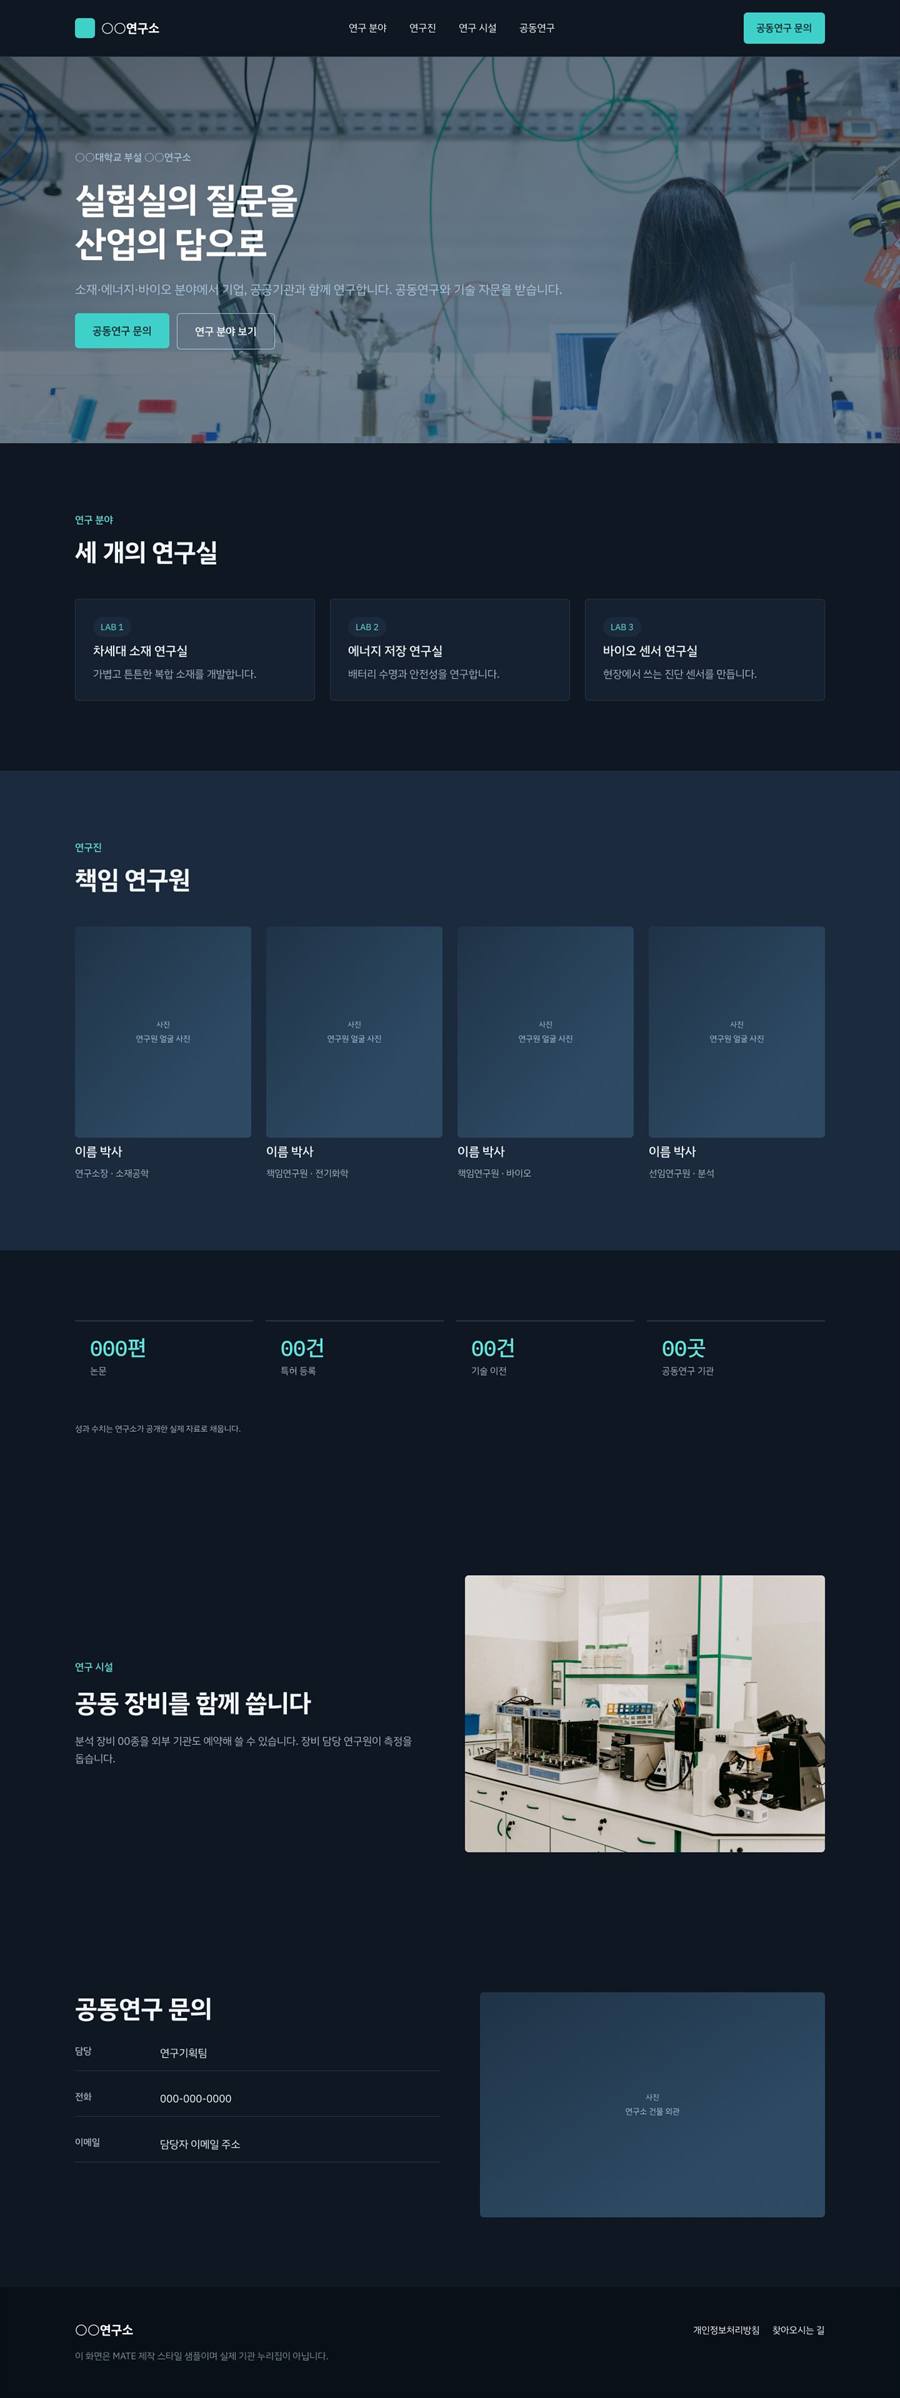 〇〇연구소
연구 분야
연구진
연구 시설
공동연구
공동연구 문의
〇〇대학교 부설 〇〇연구소
실험실의 질문을
산업의 답으로
소재·에너지·바이오 분야에서 기업, 공공기관과 함께 연구합니다. 공동연구와 기술 자문을 받습니다.
공동연구 문의
연구 분야 보기
연구 분야
세 개의 연구실
LAB 1
차세대 소재 연구실
가볍고 튼튼한 복합 소재를 개발합니다.
LAB 2
에너지 저장 연구실
배터리 수명과 안전성을 연구합니다.
LAB 3
바이오 센서 연구실
현장에서 쓰는 진단 센서를 만듭니다.
연구진
책임 연구원
사진
연구원 얼굴 사진
이름 박사
연구소장 · 소재공학
사진
연구원 얼굴 사진
이름 박사
책임연구원 · 전기화학
사진
연구원 얼굴 사진
이름 박사
책임연구원 · 바이오
사진
연구원 얼굴 사진
이름 박사
선임연구원 · 분석
000편
논문
00건
특허 등록
00건
기술 이전
00곳
공동연구 기관
성과 수치는 연구소가 공개한 실제 자료로 채웁니다.
연구 시설
공동 장비를 함께 씁니다
분석 장비 00종을 외부 기관도 예약해 쓸 수 있습니다. 장비 담당 연구원이 측정을
돕습니다.
공동연구 문의
담당
연구기획팀
전화
000-000-0000
이메일
담당자 이메일 주소
사진
연구소 건물 외관
〇〇연구소
이 화면은 MATE 제작 스타일 샘플이며 실제 기관 누리집이 아닙니다.
개인정보처리방침
찾아오시는 길